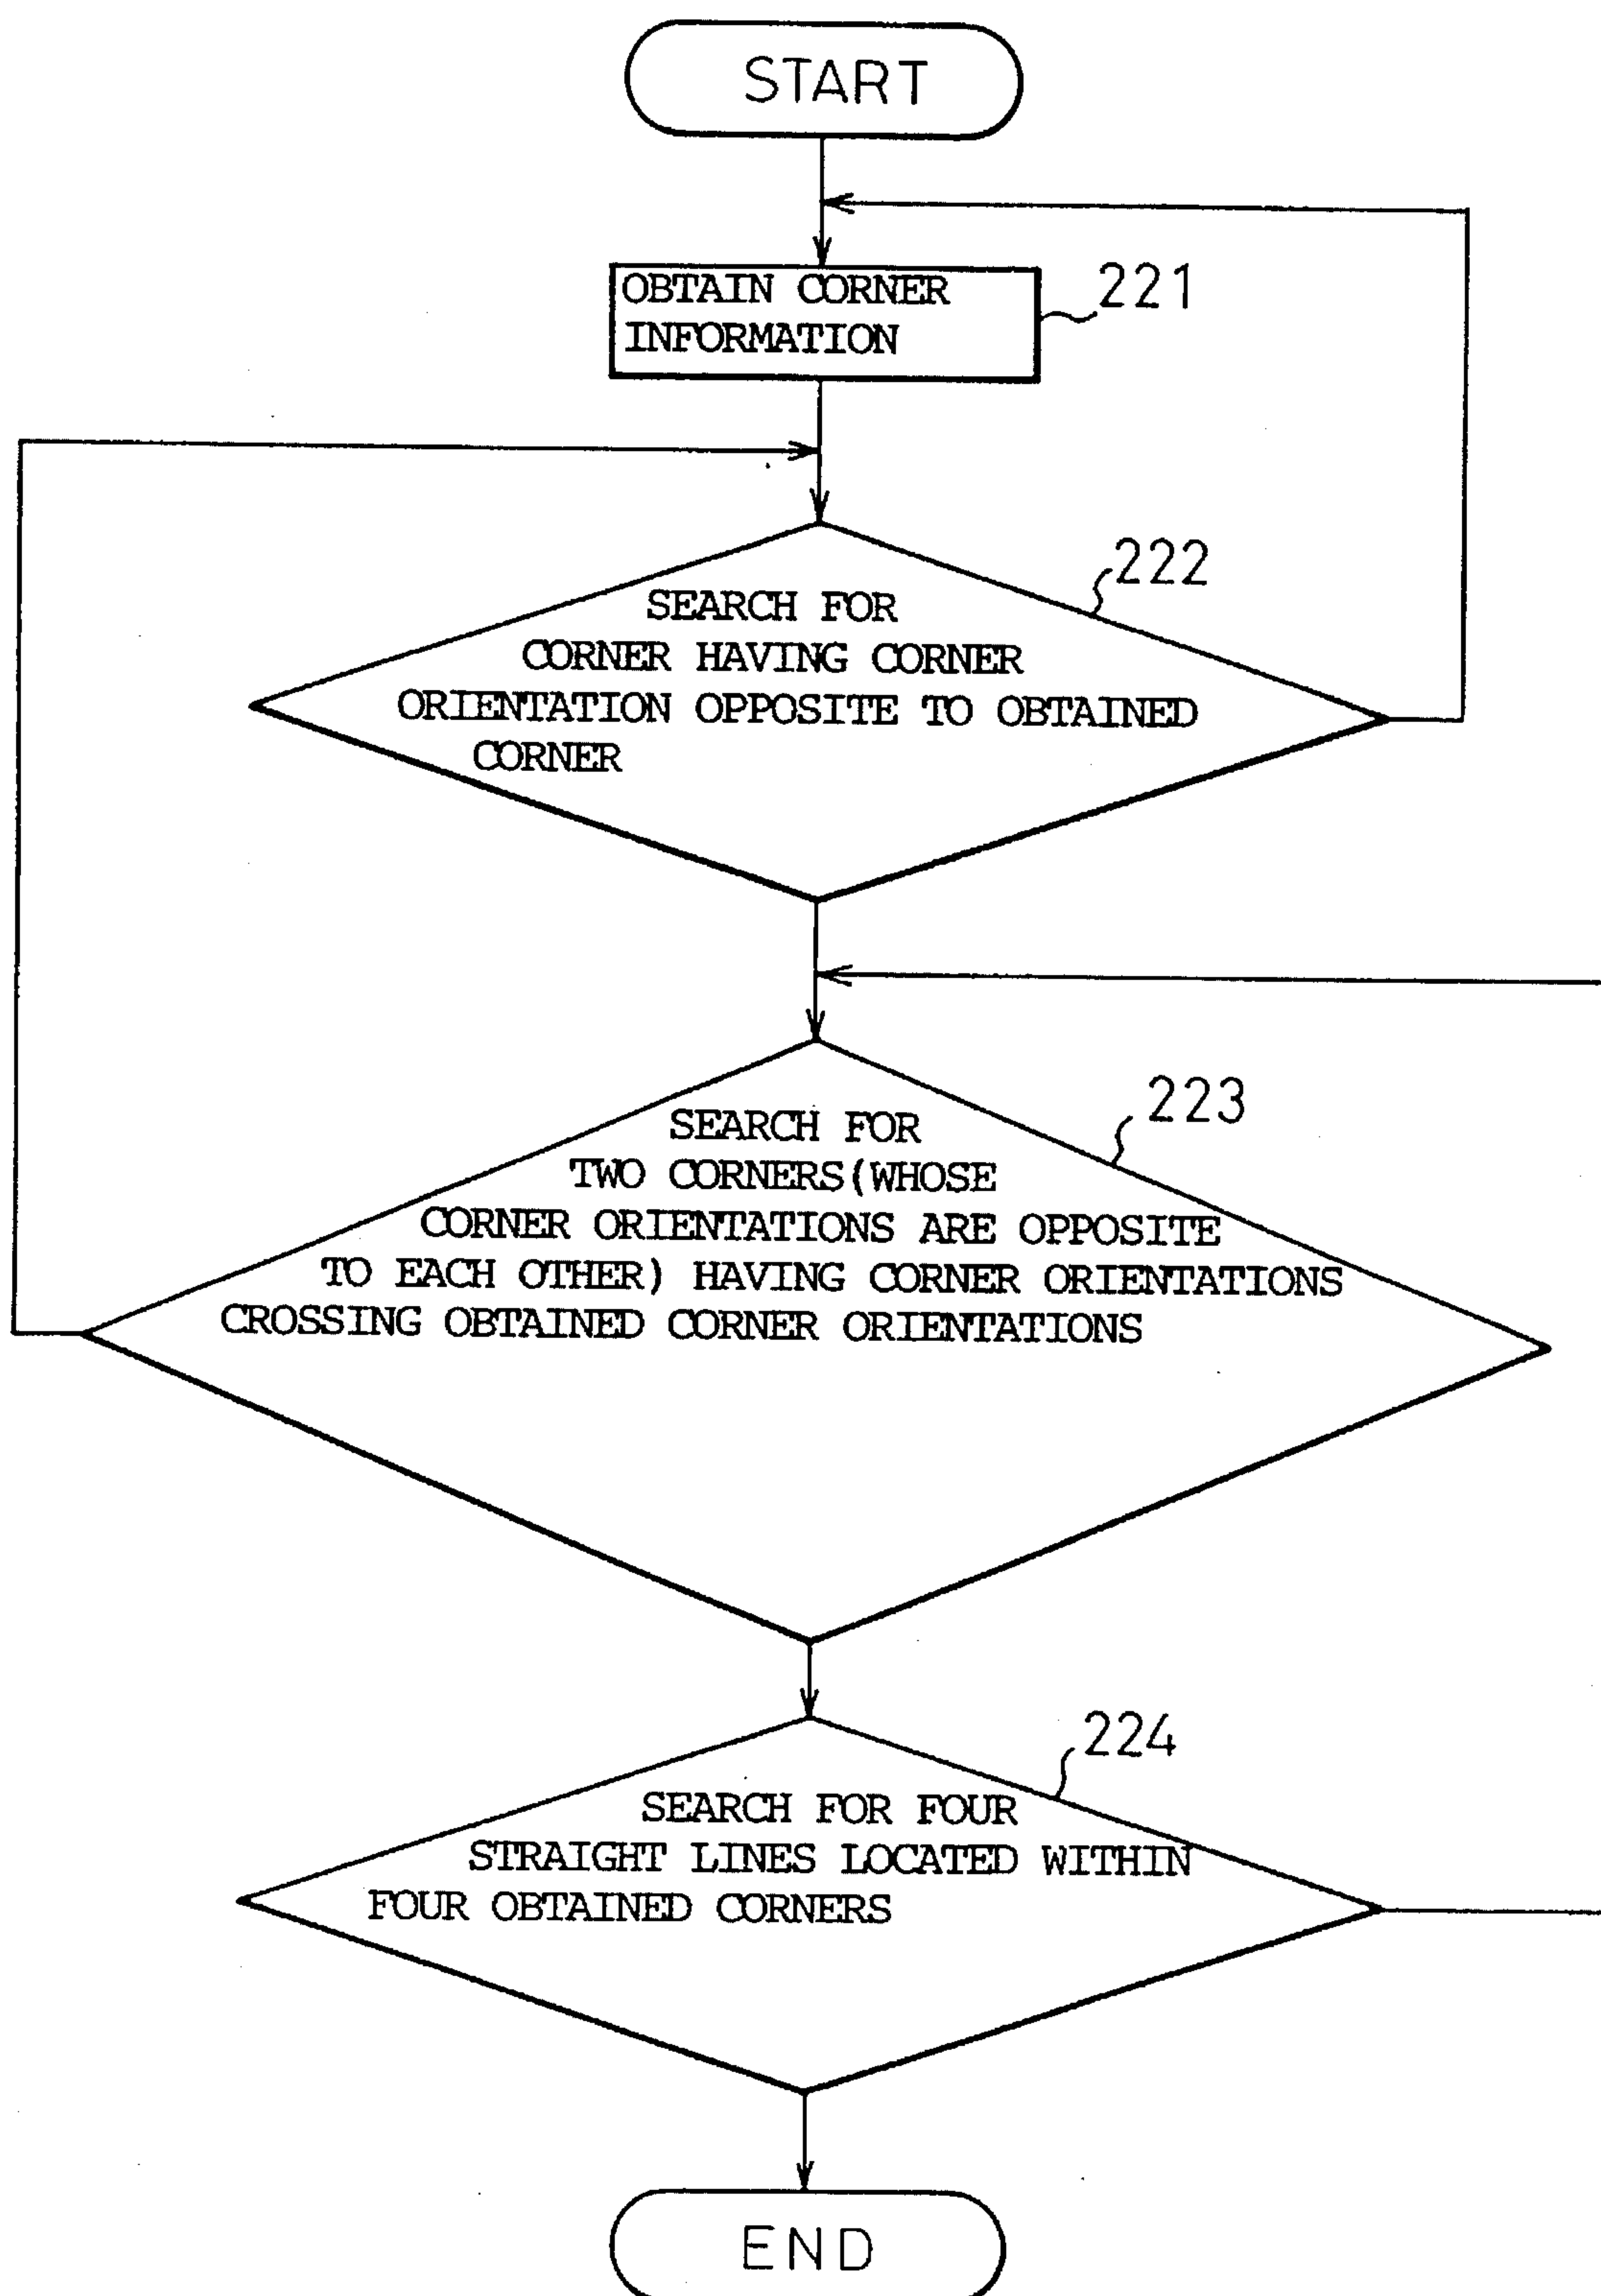 START
OBTAIN CORNER
INFORMATION
221
222
SEARCH FOR
CORNER HAVING CORNER
ORIENTATION OPPOSITE TO OBTAINED
CORNER
223
SEARCH FOR
TWO CORNERS(WHOSE
CORNER ORIENTATIONS ARE OPPOSITE
TO EACH OTHER) HAVING CORNER ORIENTATIONS
CROSSING OBTAINED CORNER ORIENTATIONS
224
SEARCH FOR FOUR
STRAIGHT LINES LOCATED WITHIN
FOUR OBTAINED CORNERS
END